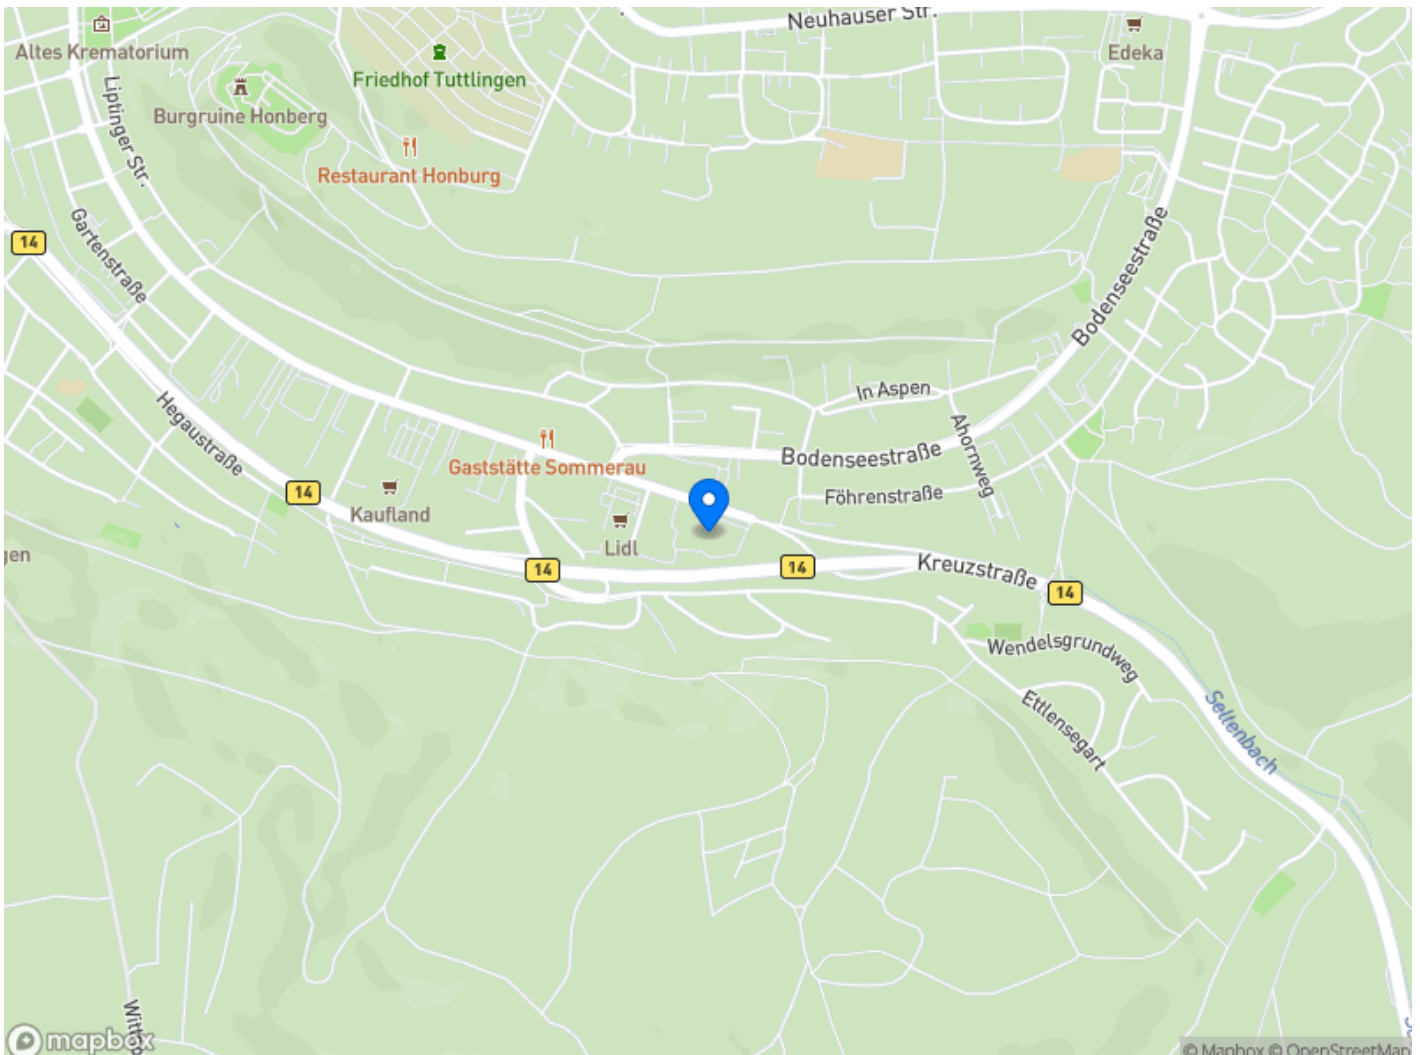 Neuhauser Str.
Altes Krematorium
Edeka
Friedhof Tuttlingen
Liptinger Str.
Burgruine Honberg
Restaurant Honburg
14
Gartenstraße
Bodenseestraße
In Aspen
Hegaustraße
Ahornweg
Gaststätte Sommerau
Bodenseestraße
14
Kaufland
Föhrenstraße
Lidl
gen
14
14
Kreuzstraße
14
Wendelsgrundweg
Ettlensegart
Seltenbach
mapbox
© Mapbox © OpenStreetMap